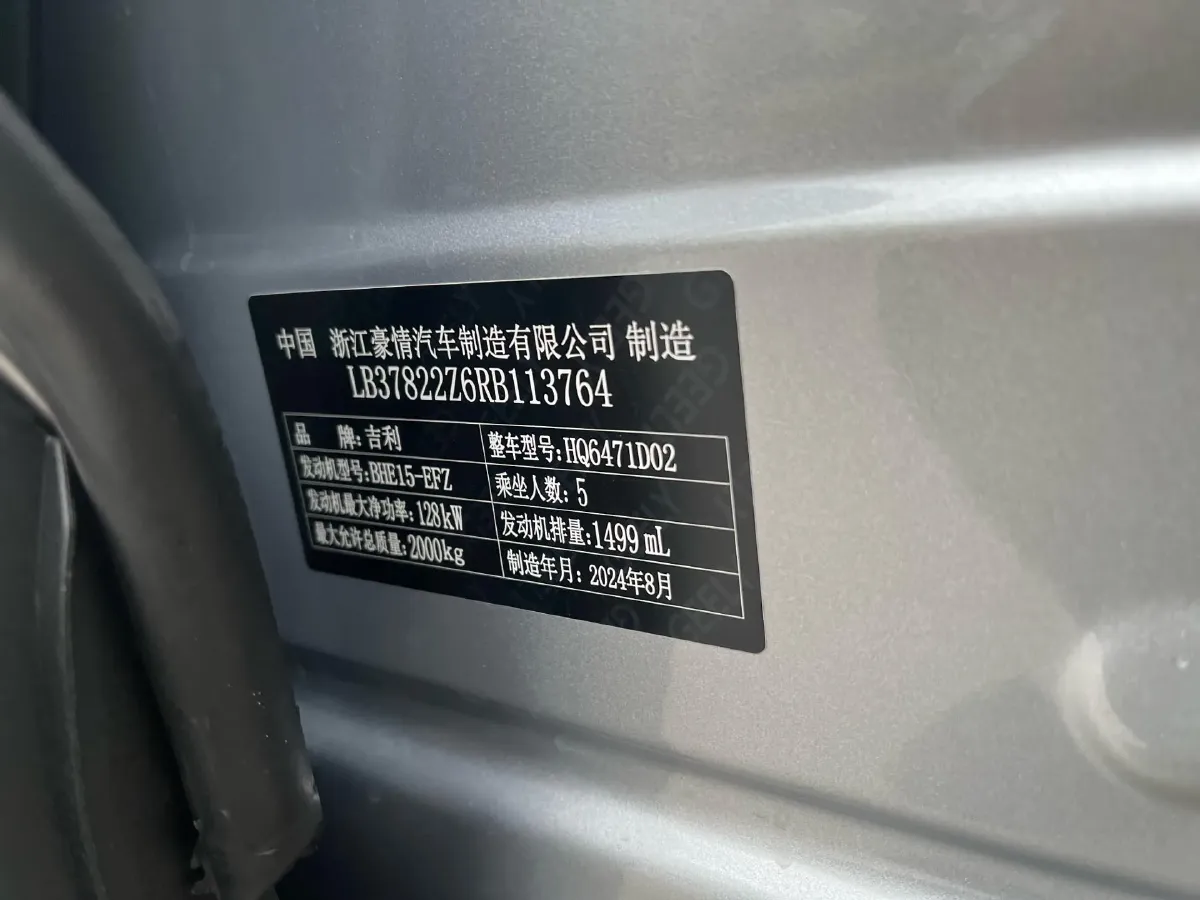 中国 浙江豪情汽车制造有限公司 制造
LB37822Z6RB113764
品 牌: 吉利 整车型号: HQ6471D02
发动机型号: BHE15-EFZ 乘坐人数: 5
发动机最大净功率: 128kW 发动机排量: 1499 mL
最大允许总质量: 2000kg 制造年月: 2024年8月